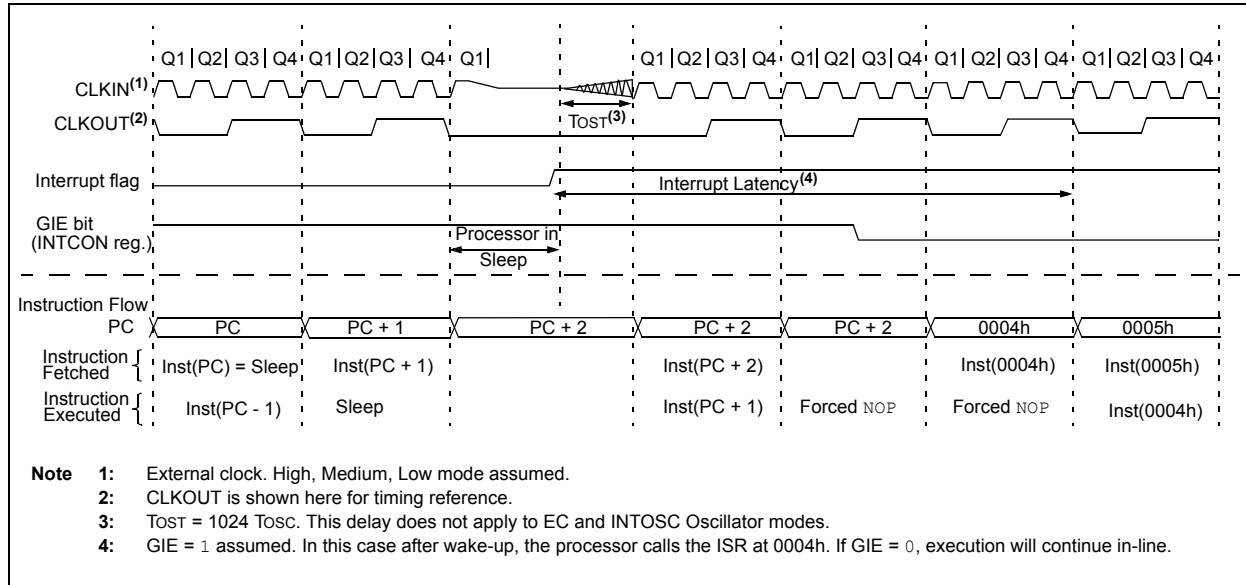 Q1 Q2 Q3 Q4 Q1 Q2 Q3 Q4 Q1 Q1 Q2 Q3 Q4 Q1 Q2 Q3 Q4 Q1 Q2 Q3 Q4 Q1 Q2 Q3 Q4
CLKIN(1)
CLKOUT(2)
TOST(3)
Interrupt flag
Interrupt Latency(4)
GIE bit
(INTCON reg.)
Processor in
Sleep
Instruction Flow
PC PC PC + 1 PC + 2 PC + 2 PC + 2 0004h 0005h
Instruction
Fetched
Inst(PC) = Sleep Inst(PC + 1) Inst(PC + 2) Inst(0004h) Inst(0005h)
Instruction
Executed
Inst(PC - 1) Sleep Inst(PC + 1) Forced NOP Forced NOP Inst(0004h)
Note 1: External clock. High, Medium, Low mode assumed.
2: CLKOUT is shown here for timing reference.
3: TOST = 1024 TOSC. This delay does not apply to EC and INTOSC Oscillator modes.
4: GIE = 1 assumed. In this case after wake-up, the processor calls the ISR at 0004h. If GIE = 0, execution will continue in-line.